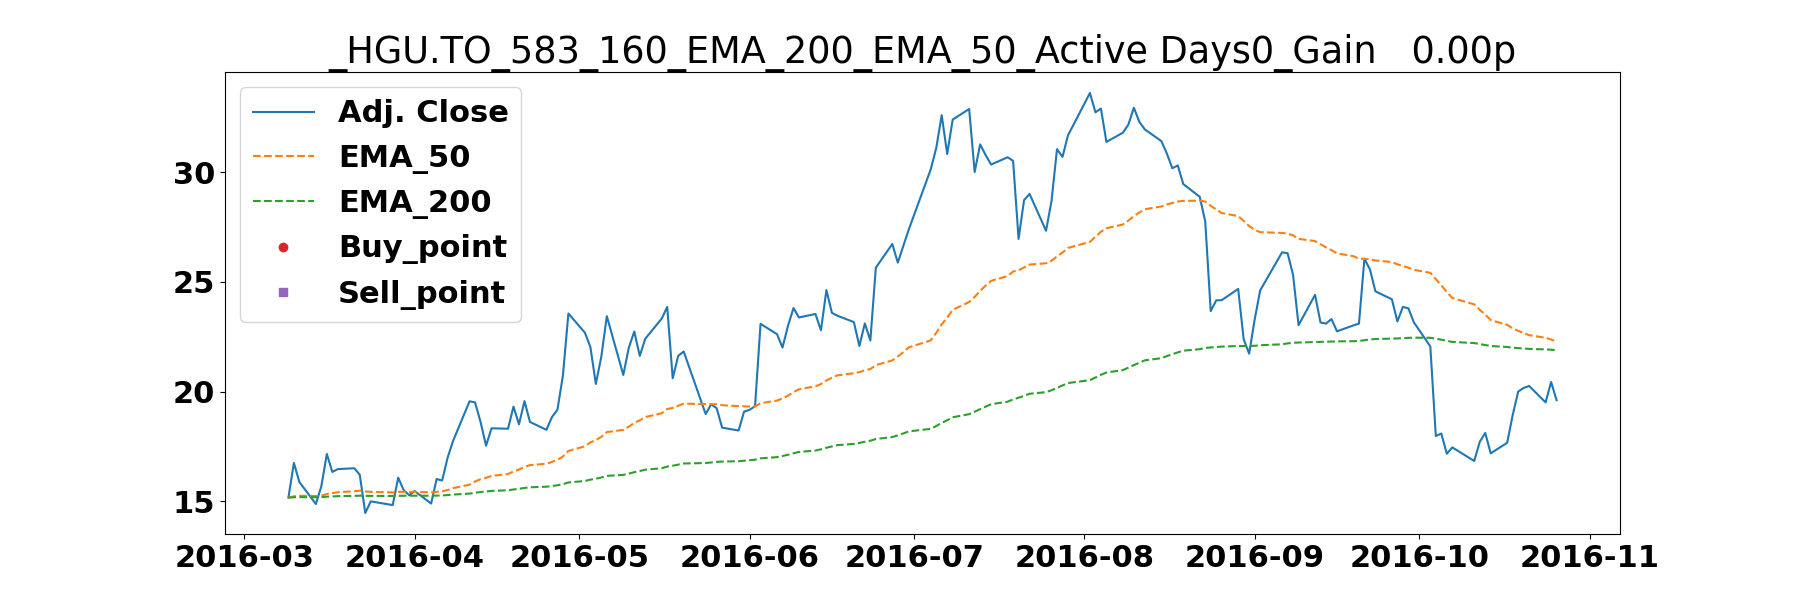 _HGU.TO_583_160_EMA_200_EMA_50_Active Days0_Gain   0.00p
Adj. Close
EMA_50
EMA_200
Buy_point
Sell_point
30
25
20
15
2016-03 2016-04 2016-05 2016-06 2016-07 2016-08 2016-09 2016-10 2016-11